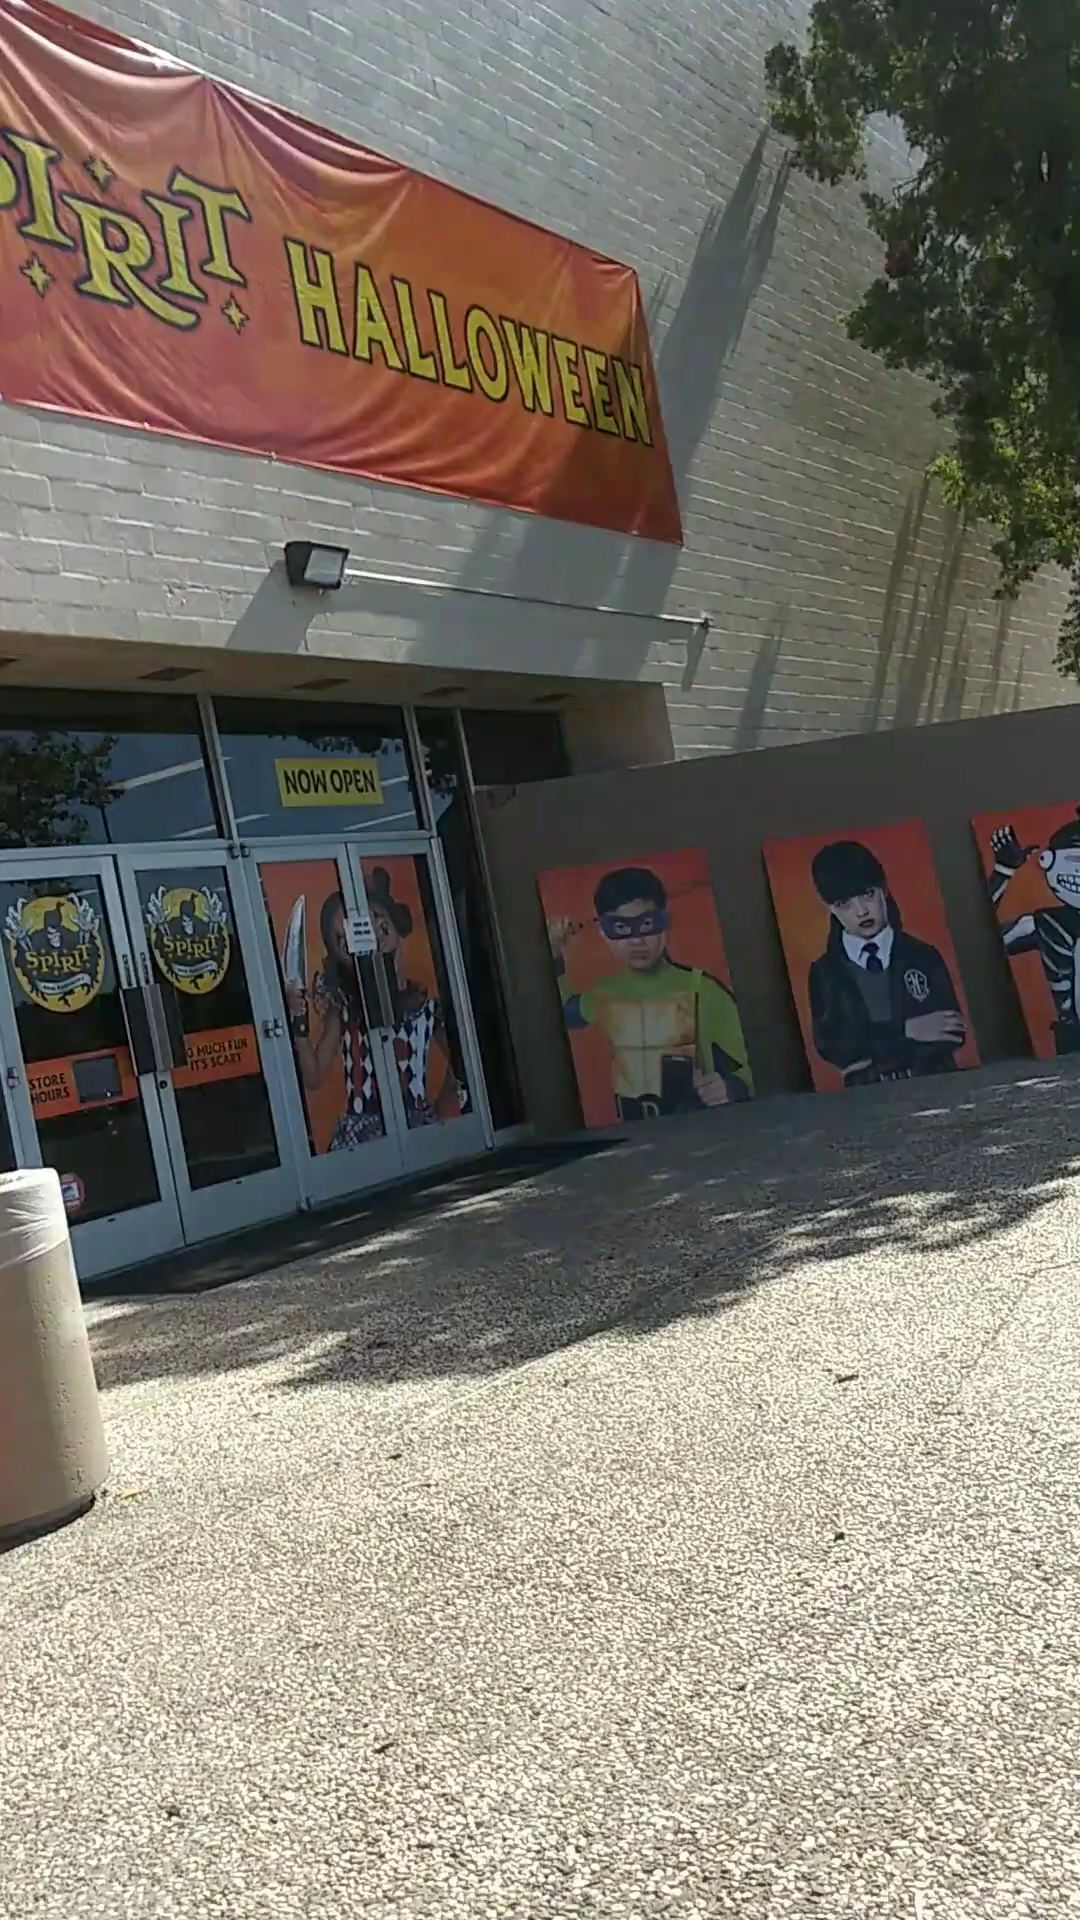 SPIRIT HALLOWEEN
NOW OPEN
SPIRIT
SPIRIT
STORE
HOURS
O MUCH FUN
IT'S SCARY